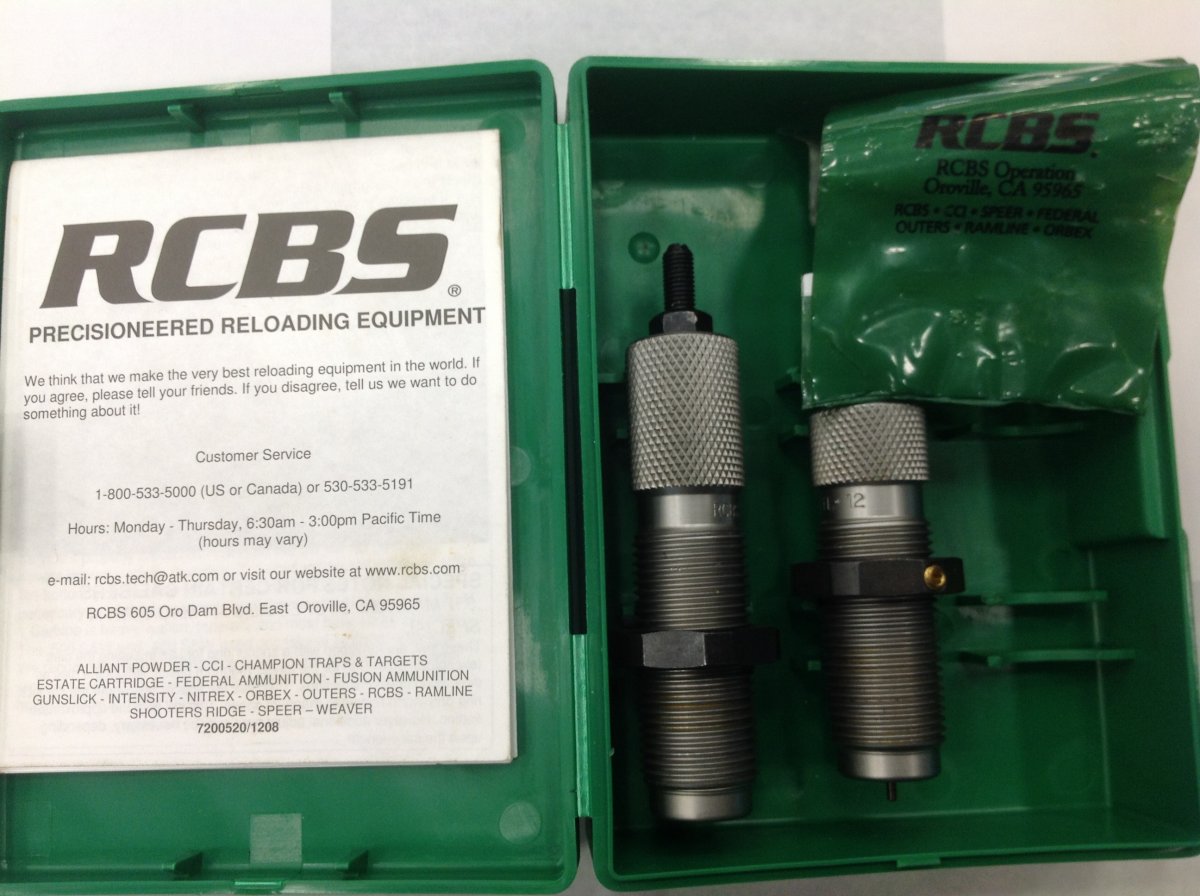 RCBS®
PRECISIONEERED RELOADING EQUIPMENT
We think that we make the very best reloading equipment in the world. If
you agree, please tell your friends. If you disagree, tell us we want to do
something about it!
Customer Service
1-800-533-5000 (US or Canada) or 530-533-5191
Hours: Monday - Thursday, 6:30am - 3:00pm Pacific Time
(hours may vary)
e-mail: rcbs.tech@atk.com or visit our website at www.rcbs.com
RCBS 605 Oro Dam Blvd. East Oroville, CA 95965
ALLIANT POWDER - CCI - CHAMPION TRAPS & TARGETS
ESTATE CARTRIDGE - FEDERAL AMMUNITION - FUSION AMMUNITION
GUNSLICK - INTENSITY - NITREX - ORBEX - OUTERS - RCBS - RAMLINE
SHOOTERS RIDGE - SPEER – WEAVER
7200520/1208
RCBS.
RCBS Operation
Oroville, CA 95965
RCBS • CCI • SPEER • FEDERAL
OUTERS • RAMLINE • ORBEX
RCBS
- 12